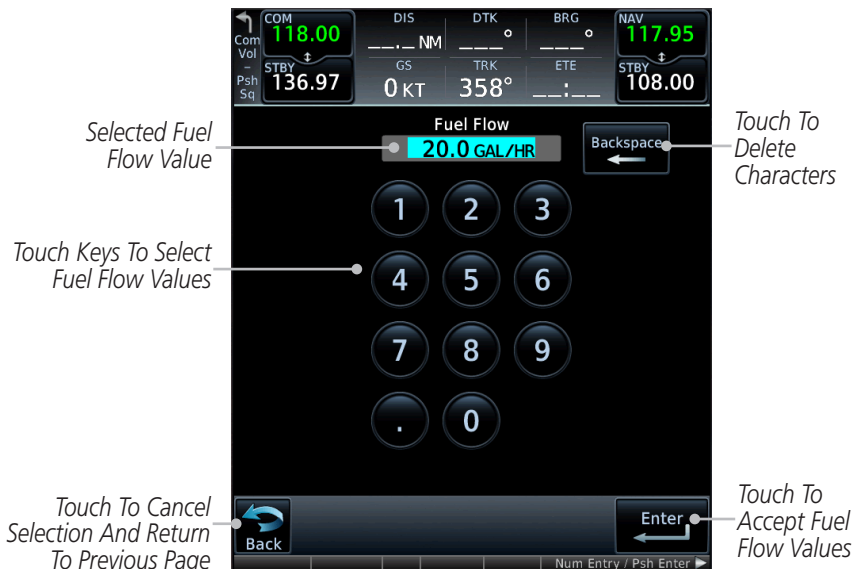 COM
118.00
Com
Vol
–
Psh
Sq
STBY
136.97
DIS
__._ NM
DTK
___°
BRG
___°
GS
0 KT
TRK
358°
ETE
__:__
NAV
117.95
STBY
108.00
Fuel Flow
20.0 GAL/HR
Backspace
Selected Fuel
Flow Value
Touch To
Delete
Characters
1 2 3
Touch Keys To Select
Fuel Flow Values
4 5 6
7 8 9
. 0
Touch To Cancel
Selection And Return
To Previous Page
Back
Enter
Touch To
Accept Fuel
Flow Values
Num Entry / Psh Enter